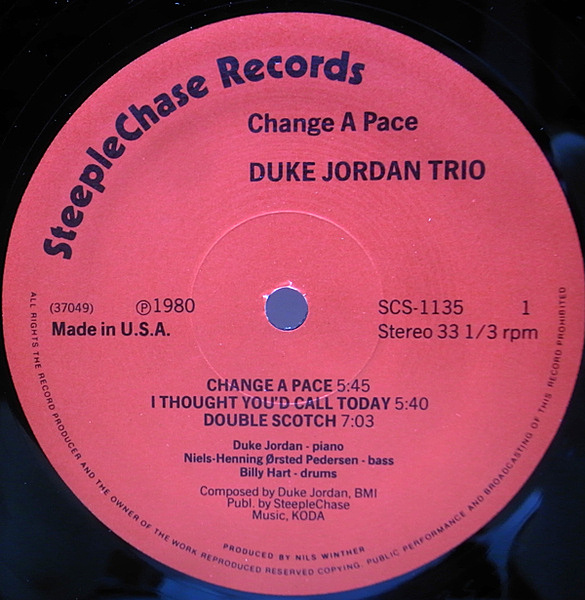 SteepleChase Records
Change A Pace
DUKE JORDAN TRIO
(37049) ℗1980
Made in U.S.A.
SCS-1135 1
Stereo 33 1/3 rpm
CHANGE A PACE 5:45
I THOUGHT YOU'D CALL TODAY 5:40
DOUBLE SCOTCH 7:03
Duke Jordan - piano
Niels-Henning Ørsted Pedersen - bass
Billy Hart - drums
Composed by Duke Jordan, BMI
Publ. by SteepleChase
Music, KODA
PRODUCED BY NILS WINTHER
ALL RIGHTS THE RECORD PRODUCER AND THE OWNER OF THE WORK REPRODUCED RESERVED COPYING. PUBLIC PERFORMANCE AND BROADCASTING OF THIS RECORD PROHIBITED